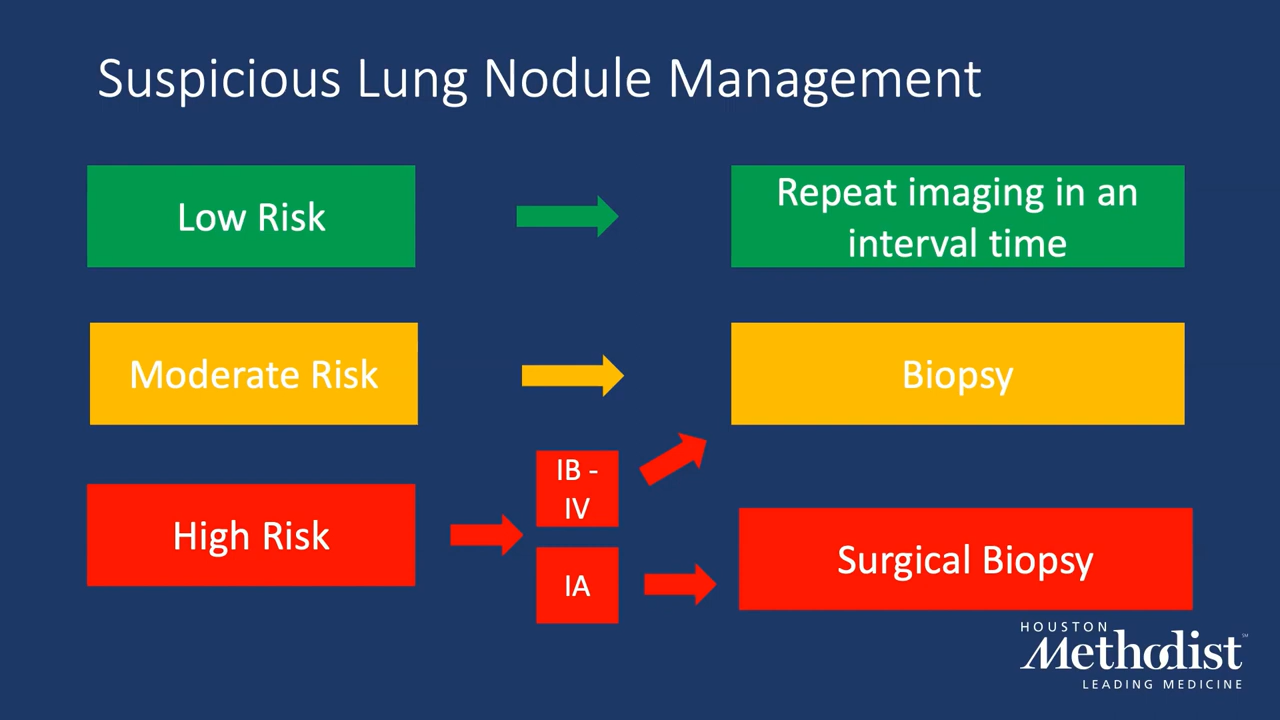 Suspicious Lung Nodule Management
Low Risk
Repeat imaging in an
interval time
Moderate Risk
Biopsy
High Risk
IB -
IV
IA
Surgical Biopsy
HOUSTON
Methodist℠
LEADING MEDICINE